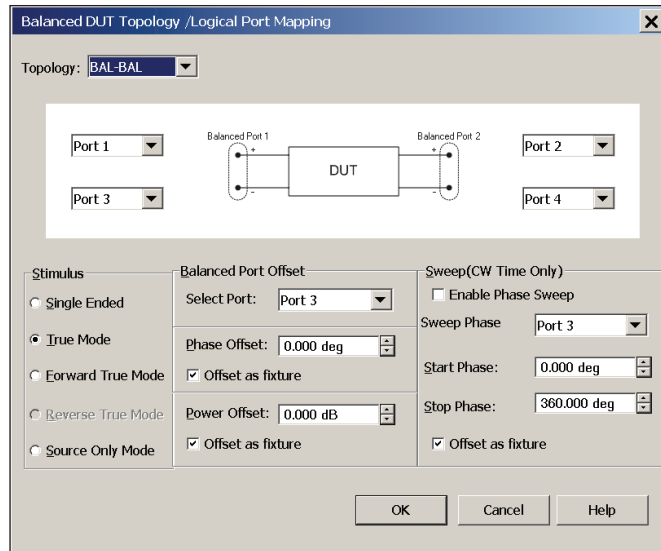 Balanced DUT Topology /Logical Port Mapping
Topology: BAL-BAL
Balanced Port 1 Balanced Port 2
Port 1 + + Port 2
DUT
Port 3 - - Port 4
Stimulus
Single Ended
True Mode
Forward True Mode
Reverse True Mode
Source Only Mode
Balanced Port Offset
Select Port: Port 3
Phase Offset: 0.000 deg
Offset as fixture
Power Offset: 0.000 dB
Offset as fixture
Sweep(CW Time Only)
Enable Phase Sweep
Sweep Phase Port 3
Start Phase: 0.000 deg
Stop Phase: 360.000 deg
Offset as fixture
OK Cancel Help